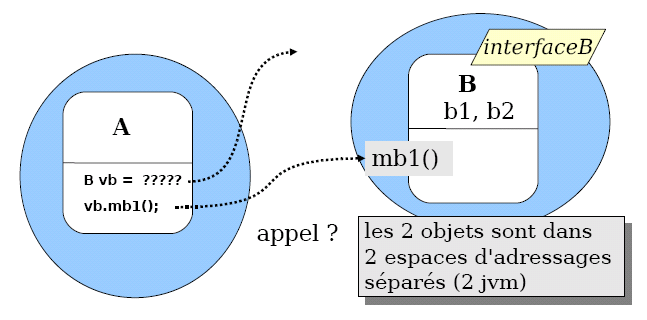 interfaceB
B
b1, b2
A
B vb = ?????
vb.mb1();
mb1()
appel ?
les 2 objets sont dans
2 espaces d'adressages
séparés (2 jvm)